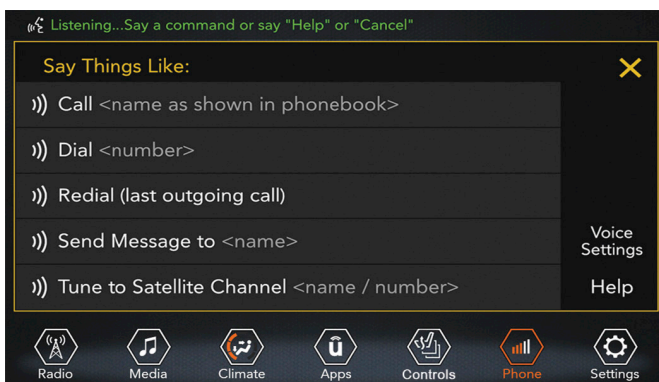 Listening...Say a command or say "Help" or "Cancel"
Say Things Like:
Call <name as shown in phonebook>
Dial <number>
Redial (last outgoing call)
Send Message to <name>
Tune to Satellite Channel <name / number>
Voice
Settings
Help
Radio
Media
Climate
û
Apps
Controls
Phone
Settings